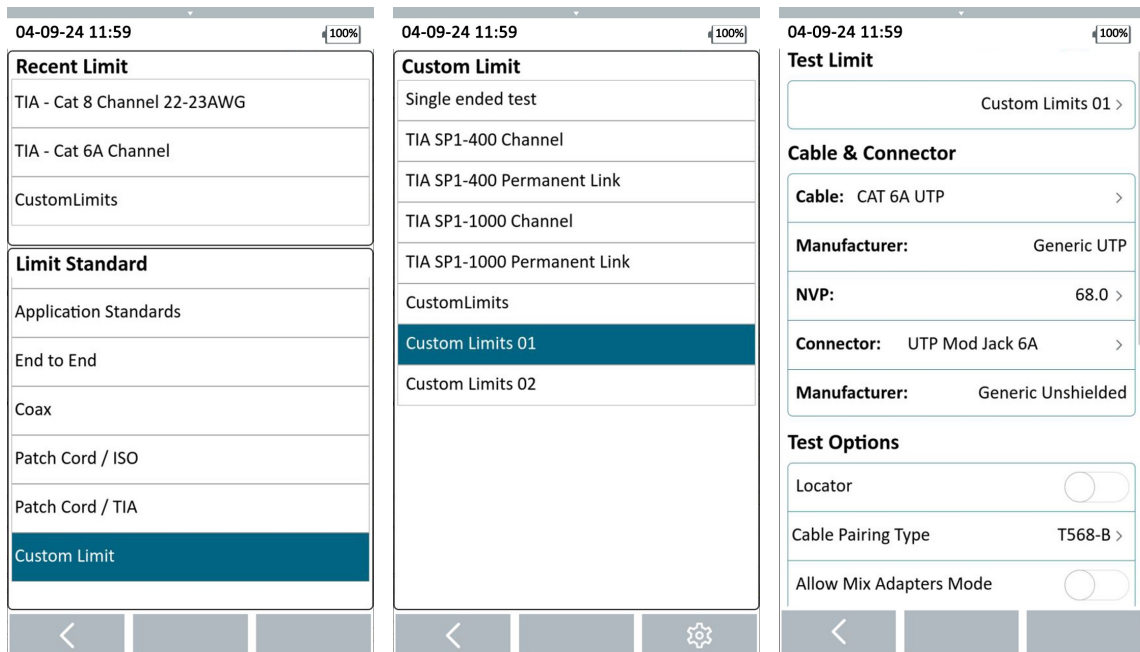 04-09-24 11:59
100%
Recent Limit
TIA - Cat 8 Channel 22-23AWG
TIA - Cat 6A Channel
CustomLimits
Limit Standard
Application Standards
End to End
Coax
Patch Cord / ISO
Patch Cord / TIA
Custom Limit
04-09-24 11:59
100%
Custom Limit
Single ended test
TIA SP1-400 Channel
TIA SP1-400 Permanent Link
TIA SP1-1000 Channel
TIA SP1-1000 Permanent Link
CustomLimits
Custom Limits 01
Custom Limits 02
04-09-24 11:59
100%
Test Limit
Custom Limits 01 >
Cable & Connector
Cable: CAT 6A UTP >
Manufacturer: Generic UTP
NVP: 68.0 >
Connector: UTP Mod Jack 6A >
Manufacturer: Generic Unshielded
Test Options
Locator
Cable Pairing Type T568-B >
Allow Mix Adapters Mode